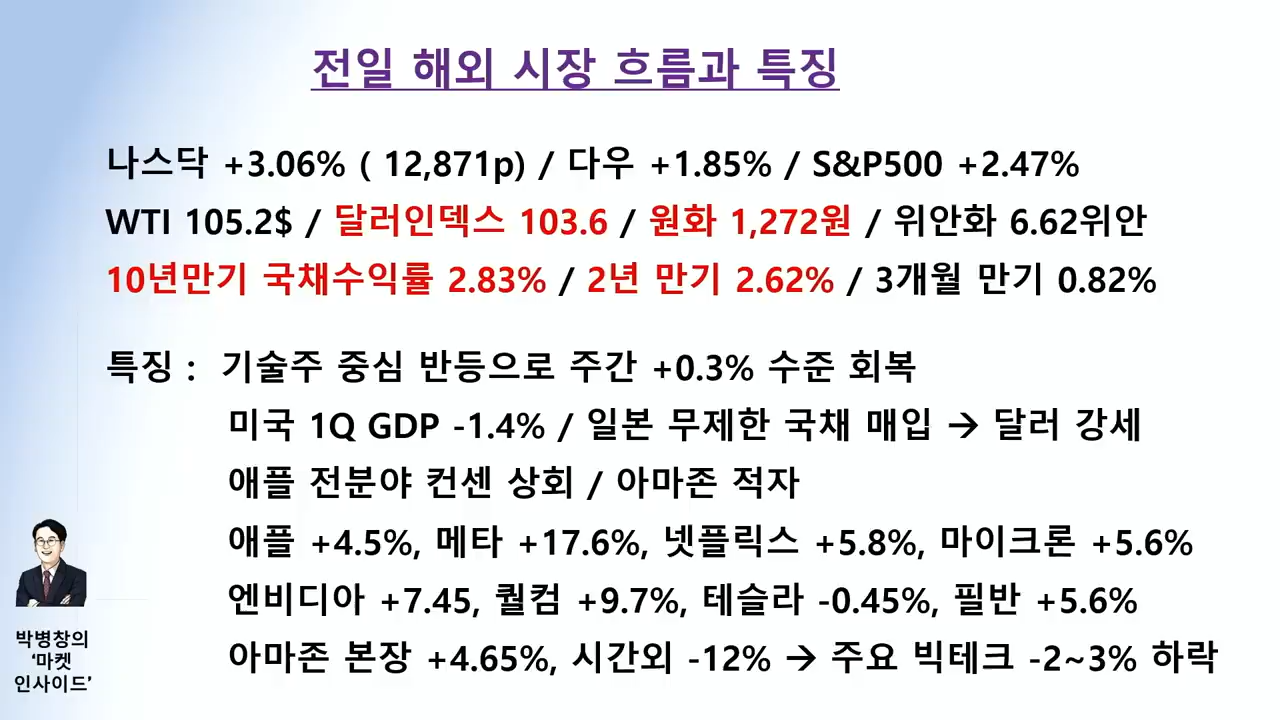 전일 해외 시장 흐름과 특징
나스닥 +3.06% ( 12,871p) / 다우 +1.85% / S&P500 +2.47%
WTI 105.2$ / 달러인덱스 103.6 / 원화 1,272원 / 위안화 6.62위안
10년만기 국채수익률 2.83% / 2년 만기 2.62% / 3개월 만기 0.82%
특징 : 기술주 중심 반등으로 주간 +0.3% 수준 회복
미국 1Q GDP -1.4% / 일본 무제한 국채 매입 → 달러 강세
애플 전분야 컨센 상회 / 아마존 적자
애플 +4.5%, 메타 +17.6%, 넷플릭스 +5.8%, 마이크론 +5.6%
엔비디아 +7.45, 퀄컴 +9.7%, 테슬라 -0.45%, 필반 +5.6%
아마존 본장 +4.65%, 시간외 -12% → 주요 빅테크 -2~3% 하락
박병창의
‘마켓
인사이드’